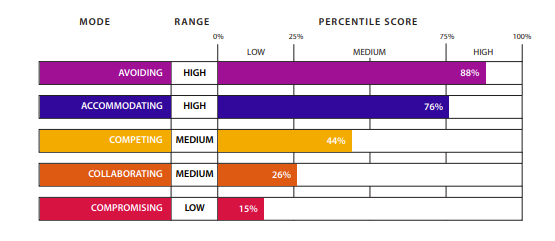 MODE RANGE PERCENTILE SCORE
0% 25% 75% 100%
LOW MEDIUM HIGH
AVOIDING HIGH 88%
ACCOMMODATING HIGH 76%
COMPETING MEDIUM 44%
COLLABORATING MEDIUM 26%
COMPROMISING LOW 15%